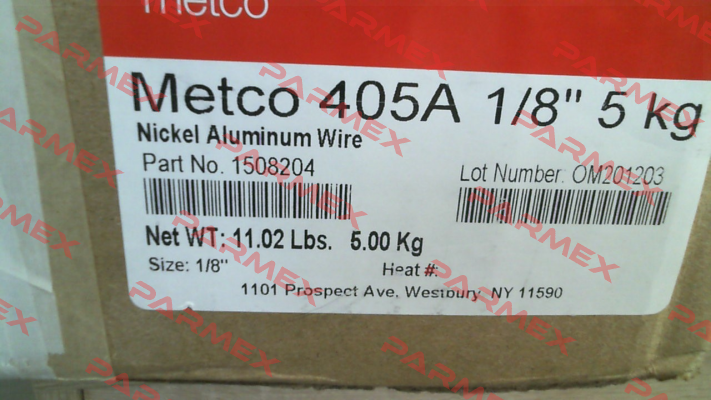 metco
Metco 405A 1/8" 5 kg
Nickel Aluminum Wire
Part No. 1508204
Lot Number: OM201203
Net WT: 11.02 Lbs. 5.00 Kg
Size: 1/8"
Heat #:
1101 Prospect Ave, Westbury, NY 11590
PARMEX